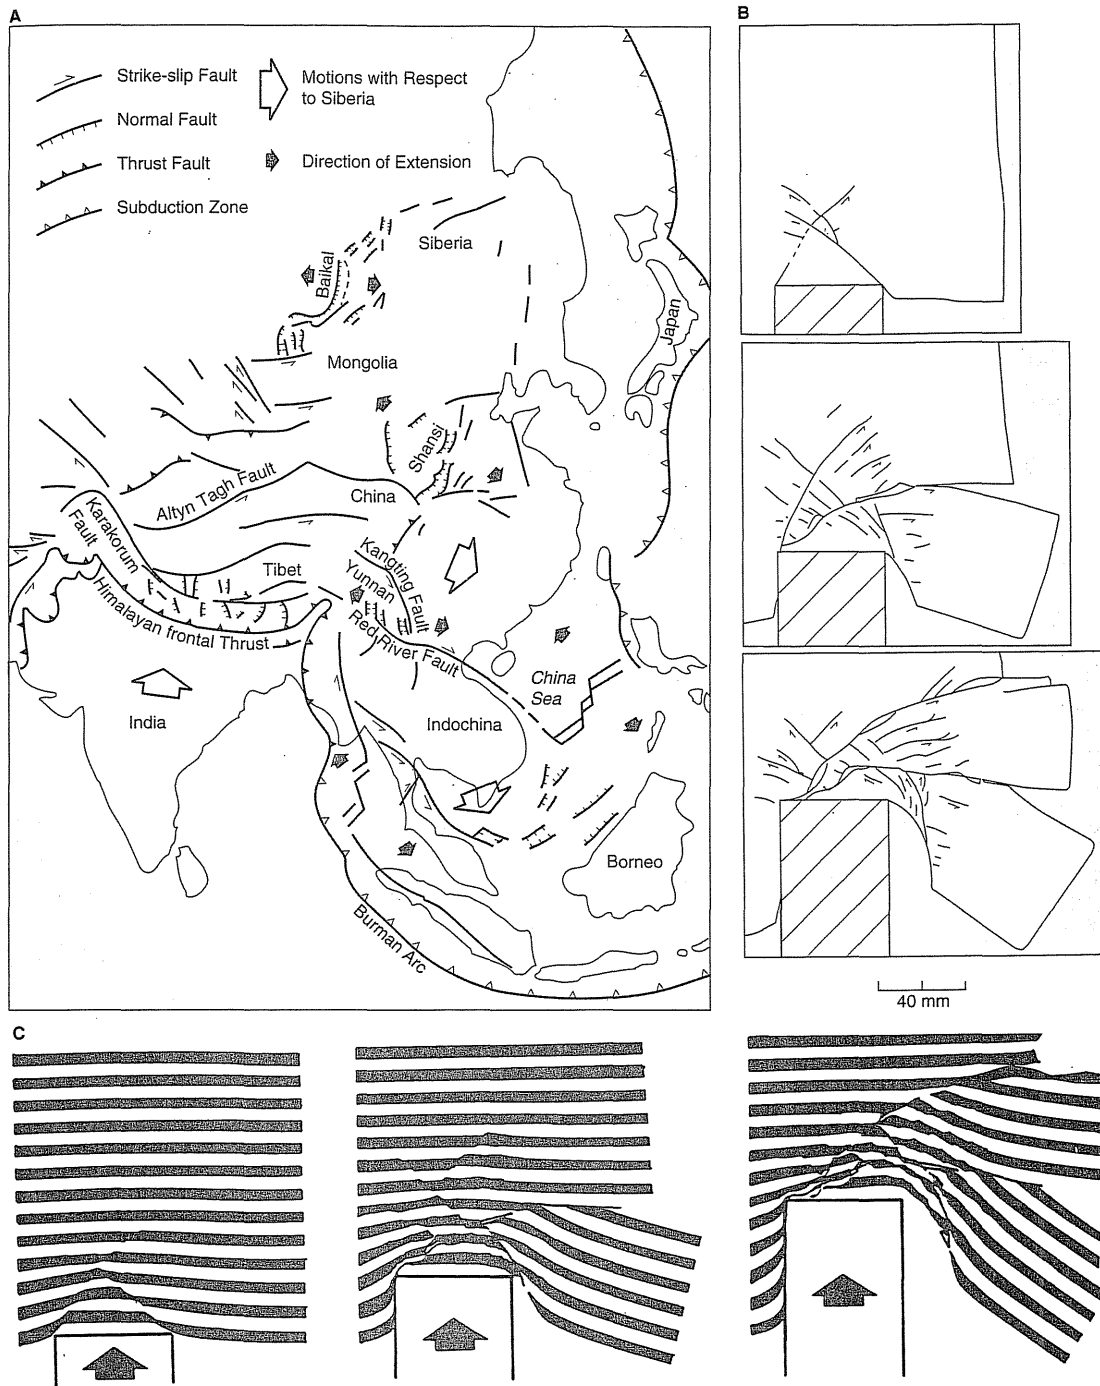 A
B
Strike-slip Fault
Normal Fault
Thrust Fault
Subduction Zone
Motions with Respect
to Siberia
Direction of Extension
Siberia
Baikal
Japan
Mongolia
Shansi
Altyn Tagh Fault
China
Karakorum
Fault
Tibet
Kangting Fault
Yunnan
Himalayan frontal Thrust
Red River Fault
India
China
Sea
Indochina
Borneo
Burman Arc
40 mm
C